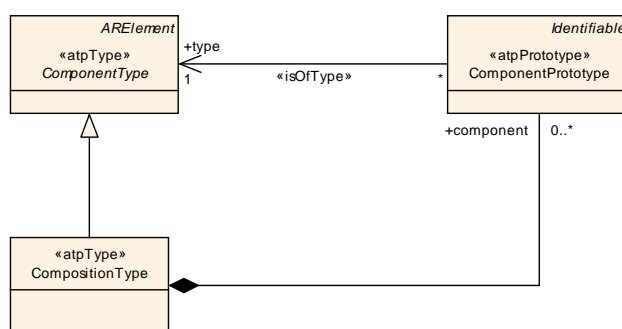 ARElement
«atpType»
ComponentType
+type
1
«isOfType»
*
Identifiable
«atpPrototype»
ComponentPrototype
+component
0..*
«atpType»
CompositionType